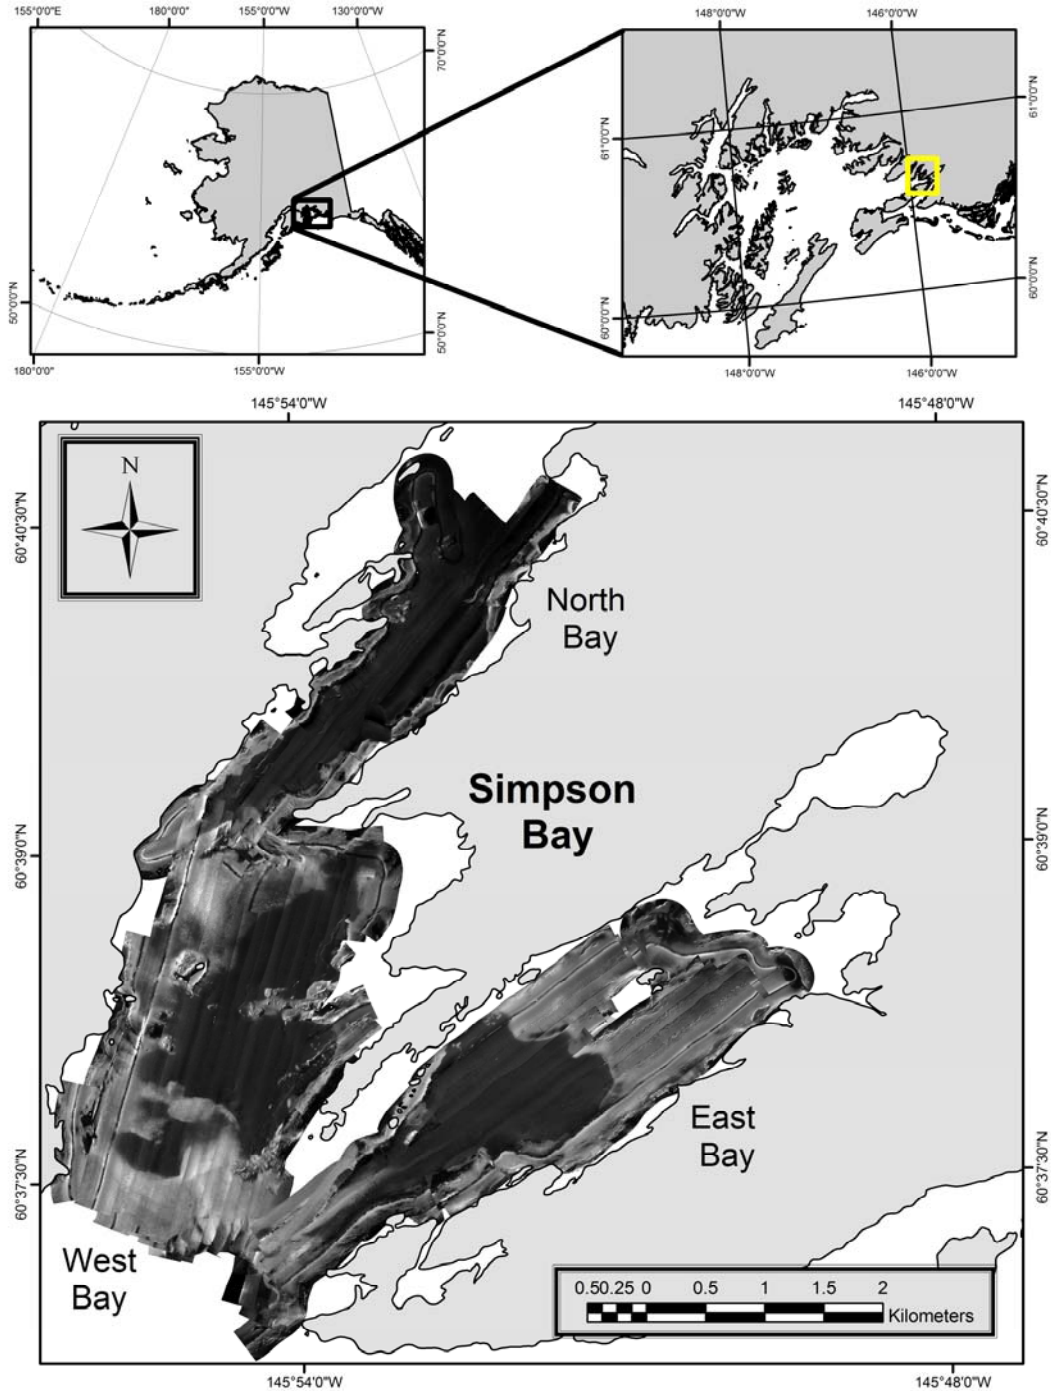 155°0'0"E 180°0'0" 155°0'0"W 130°0'0"W
148°0'0"W 146°0'0"W
70°0'0"N
61°0'0"N
61°0'0"N
50°0'0"N
50°0'0"N
60°0'0"N
60°0'0"N
180°0'0" 155°0'0"W
148°0'0"W 146°0'0"W
145°54'0"W 145°48'0"W
N
60°40'30"N
60°40'30"N
North
Bay
Simpson
Bay
60°39'0"N
60°39'0"N
East
Bay
60°37'30"N
60°37'30"N
West
Bay
0.50.25 0 0.5 1 1.5 2
Kilometers
145°54'0"W 145°48'0"W